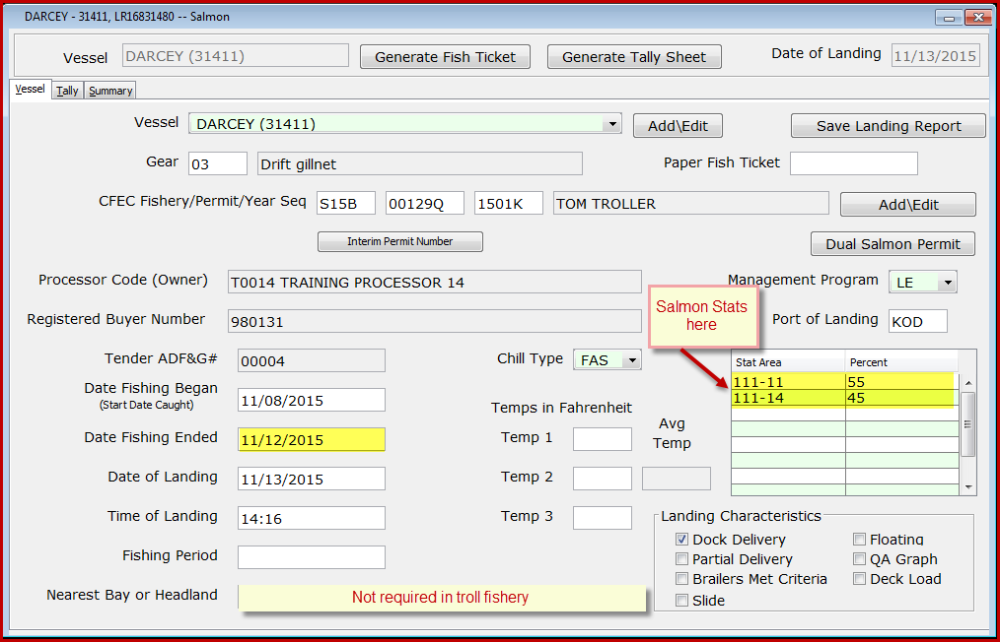 DARCEY - 31411, LR16831480 -- Salmon
Vessel DARCEY (31411) Generate Fish Ticket Generate Tally Sheet Date of Landing 11/13/2015
Vessel Tally Summary
Vessel DARCEY (31411) Add\Edit Save Landing Report
Gear 03 Drift gillnet Paper Fish Ticket
CFEC Fishery/Permit/Year Seq S15B 00129Q 1501K TOM TROLLER Add\Edit
Interim Permit Number Dual Salmon Permit
Processor Code (Owner) T0014 TRAINING PROCESSOR 14 Management Program LE
Salmon Stats
here
Registered Buyer Number 980131 Port of Landing KOD
Tender ADF&G# 00004 Chill Type FAS Stat Area Percent
Date Fishing Began
(Start Date Caught) 11/08/2015
111-11 55
111-14 45
Temps in Fahrenheit
Avg
Temp
Date Fishing Ended 11/12/2015 Temp 1
Date of Landing 11/13/2015 Temp 2
Time of Landing 14:16 Temp 3
Landing Characteristics
Dock Delivery Floating
Fishing Period Partial Delivery QA Graph
Brailers Met Criteria Deck Load
Nearest Bay or Headland Not required in troll fishery Slide